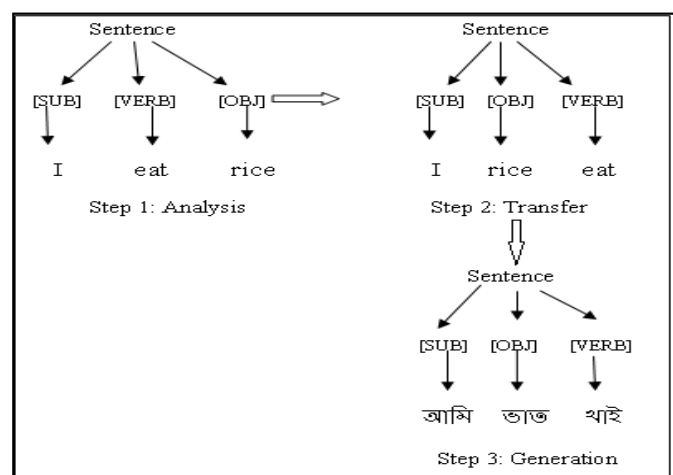 Sentence
[SUB] [VERB] [OBJ]
I eat rice
Step 1: Analysis
Sentence
[SUB] [OBJ] [VERB]
I rice eat
Step 2: Transfer
Sentence
[SUB] [OBJ] [VERB]
আমি ভাত খাই
Step 3: Generation